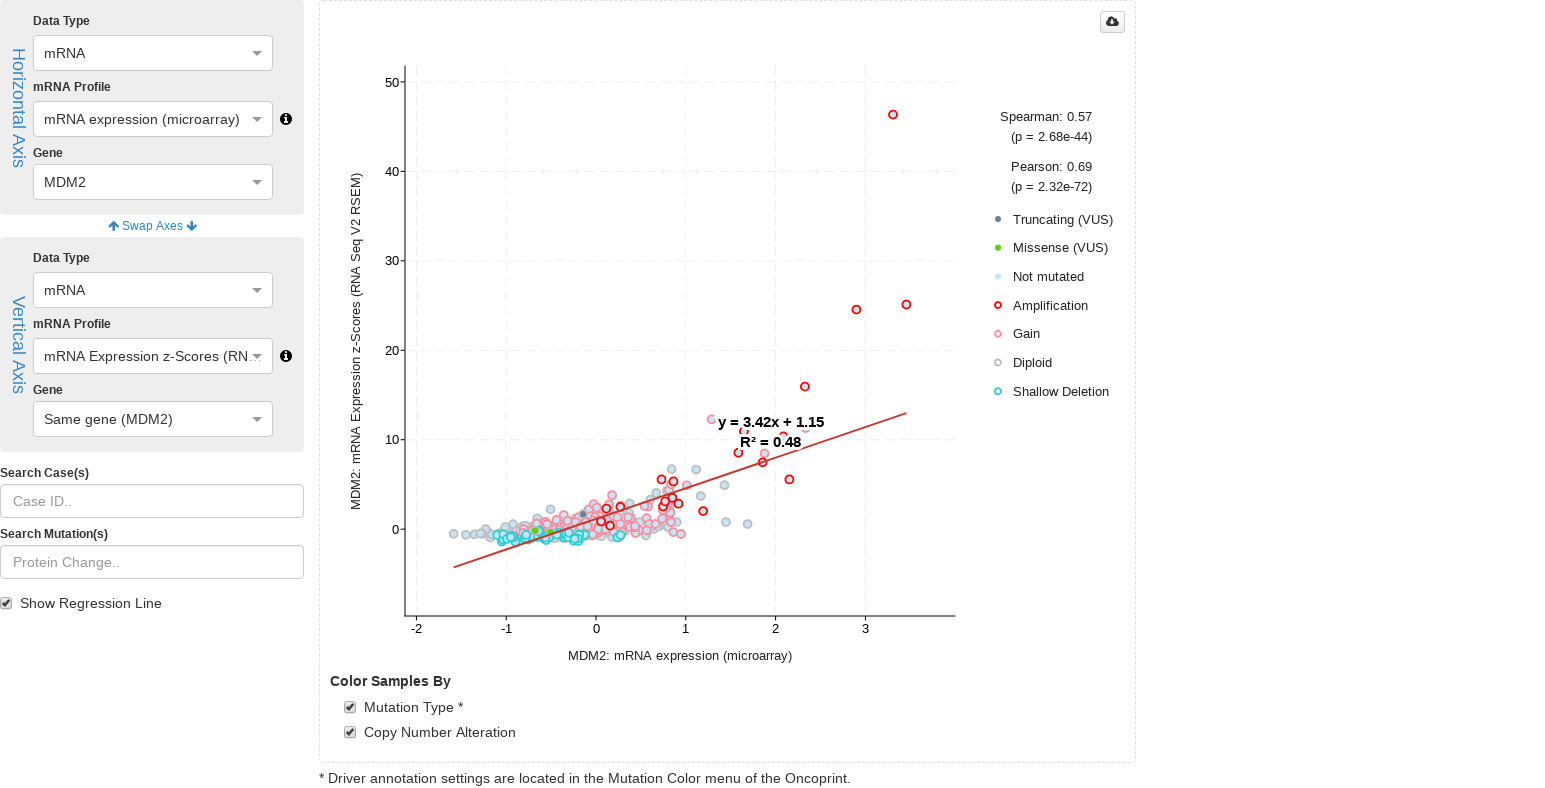 Horizontal Axis
Data Type
mRNA
mRNA Profile
mRNA expression (microarray)
Gene
MDM2
Swap Axes
Vertical Axis
Data Type
mRNA
mRNA Profile
mRNA Expression z-Scores (RN...
Gene
Same gene (MDM2)
Search Case(s)
Case ID..
Search Mutation(s)
Protein Change..
Show Regression Line
MDM2: mRNA Expression z-Scores (RNA Seq V2 RSEM)
50
40
30
20
10
0
-2
-1
0
1
2
3
MDM2: mRNA expression (microarray)
y = 3.42x + 1.15
R² = 0.48
Spearman: 0.57
(p = 2.68e-44)
Pearson: 0.69
(p = 2.32e-72)
Truncating (VUS)
Missense (VUS)
Not mutated
Amplification
Gain
Diploid
Shallow Deletion
Color Samples By
Mutation Type *
Copy Number Alteration
* Driver annotation settings are located in the Mutation Color menu of the Oncoprint.